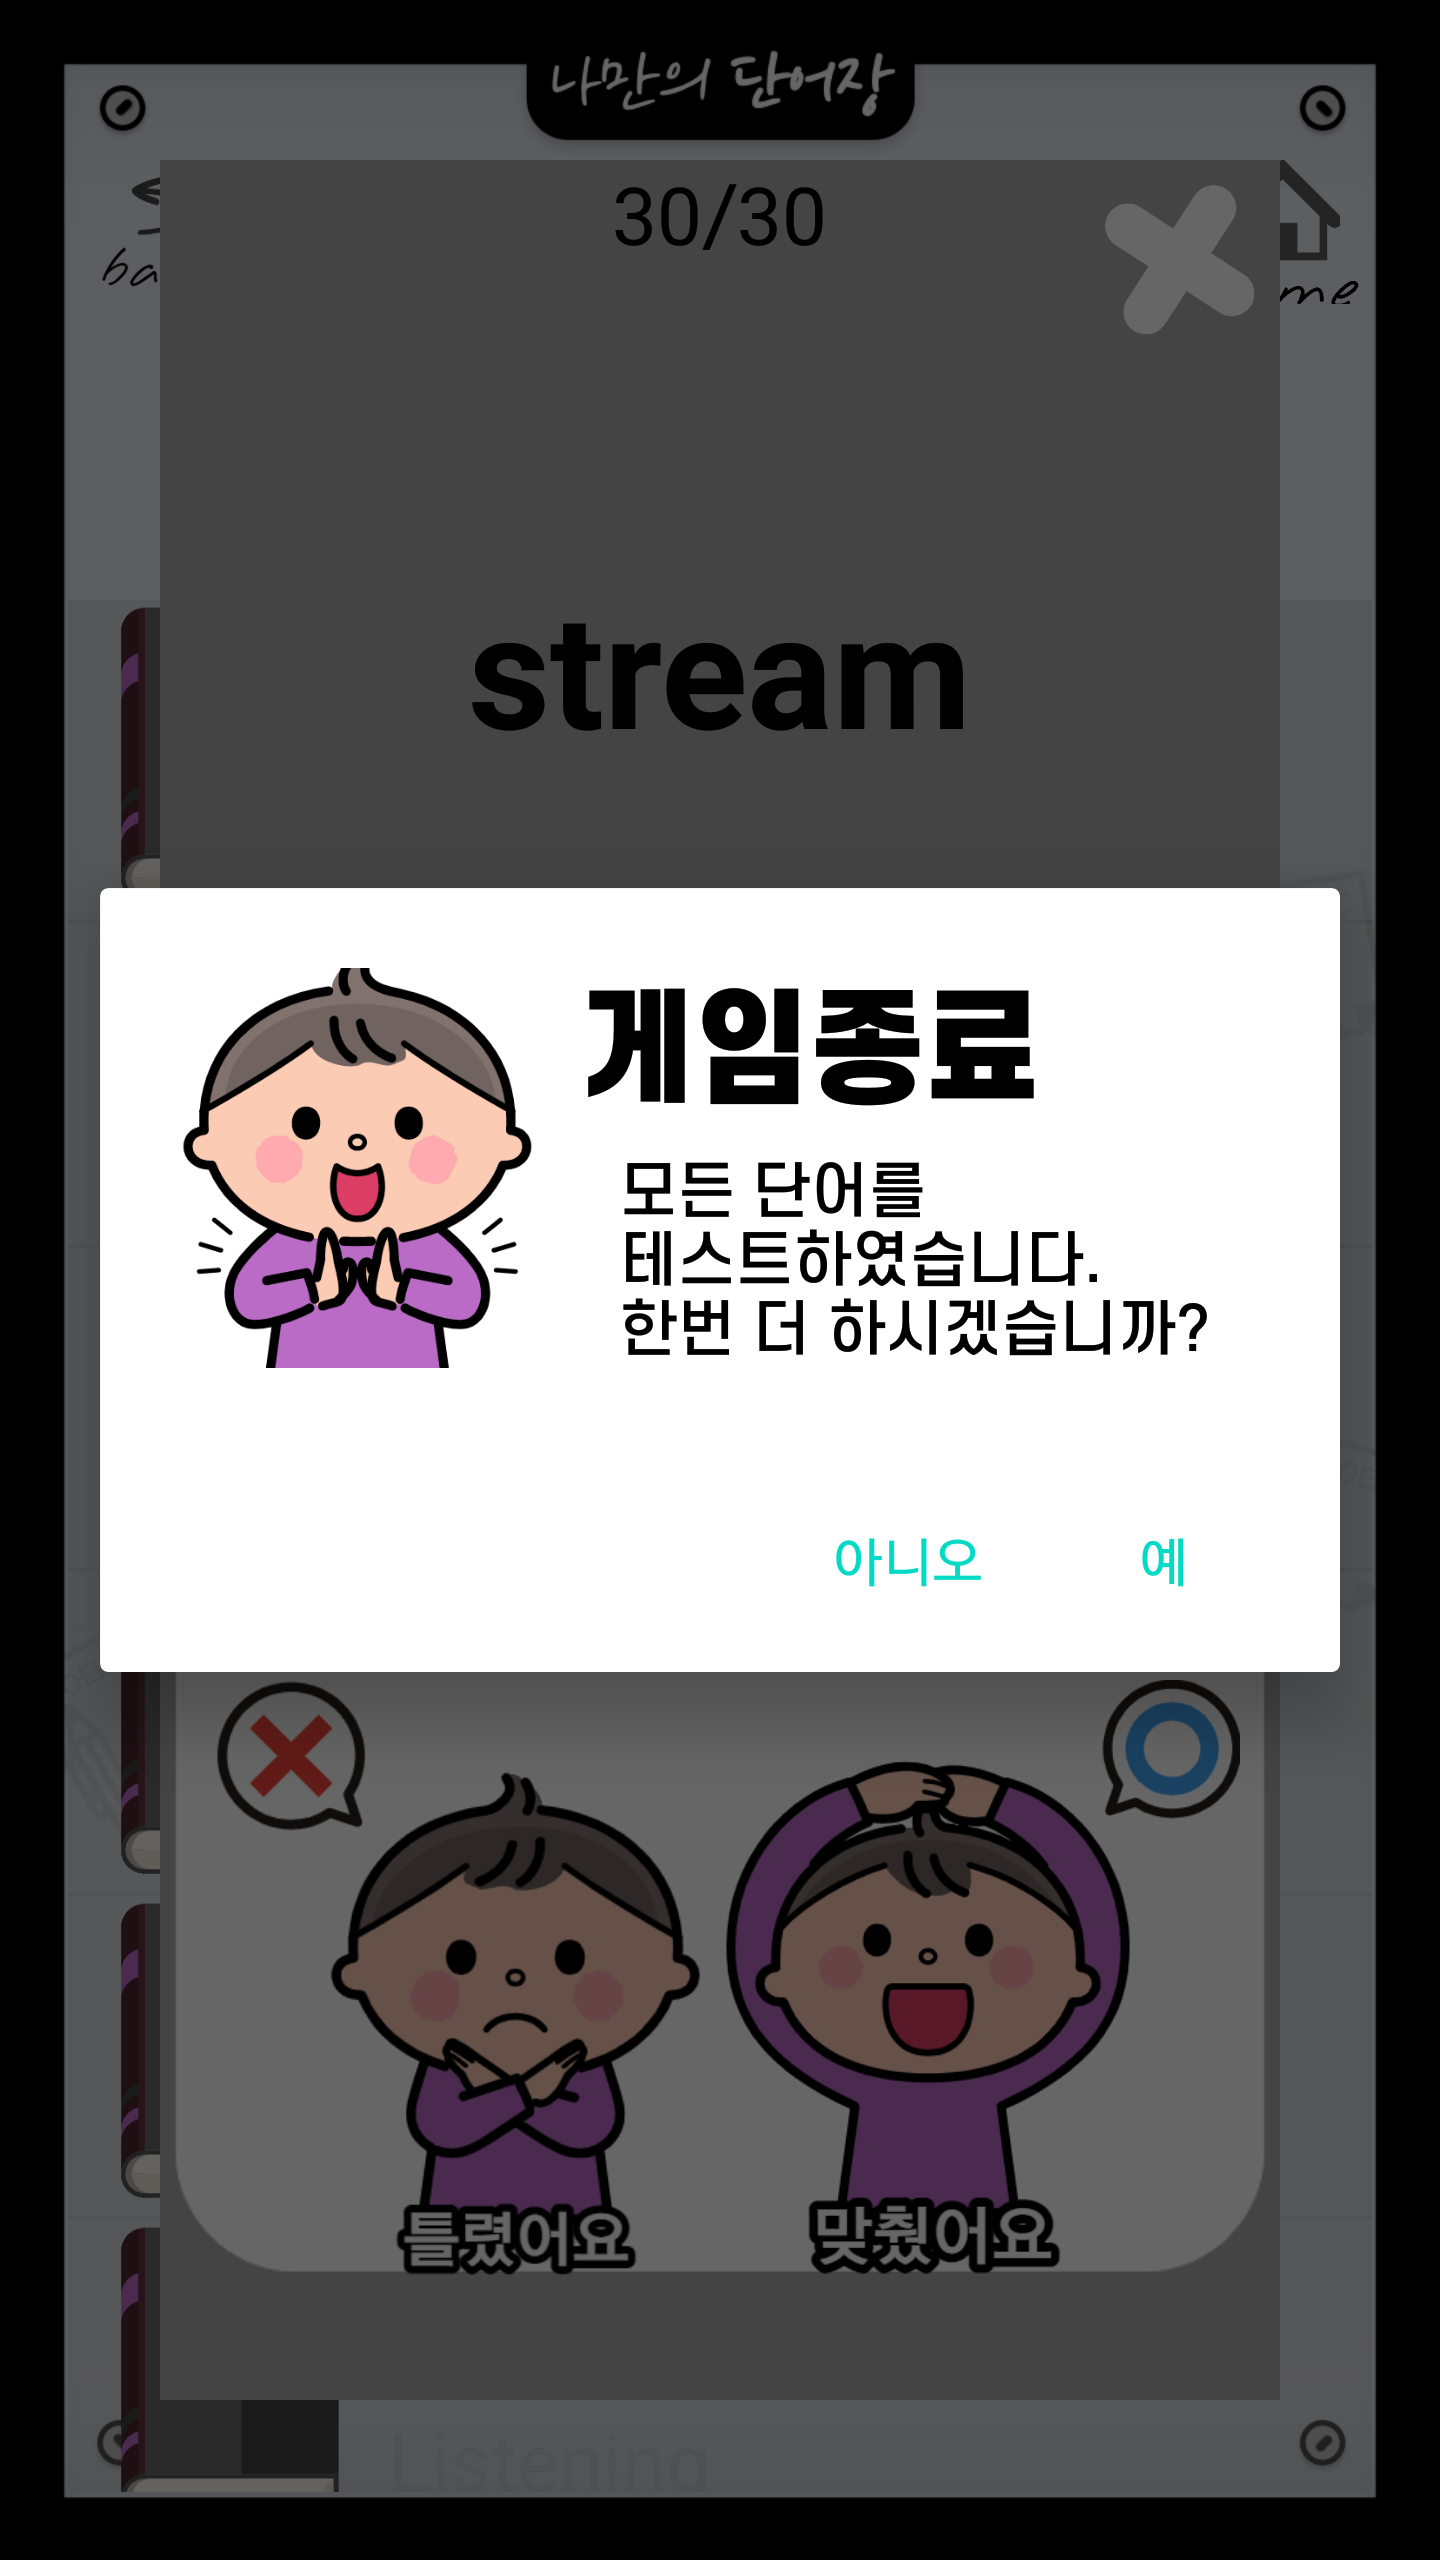 나만의 단어장
30/30
stream
게임종료
모든 단어를
테스트하였습니다.
한번 더 하시겠습니까?
아니오 예
틀렸어요 맞췄어요
Listening